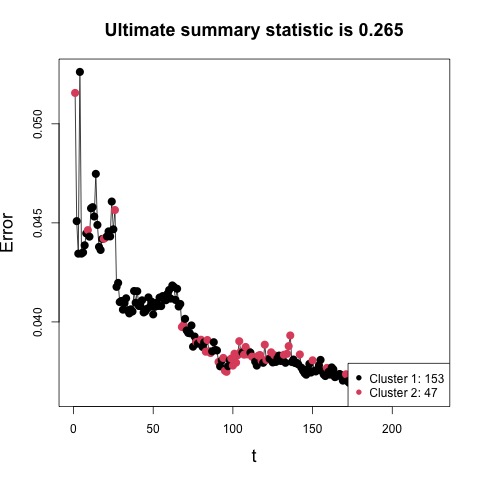 Ultimate summary statistic is 0.265
Error
0.050
0.045
0.040
Cluster 1: 153
Cluster 2: 47
0 50 100 150 200
t